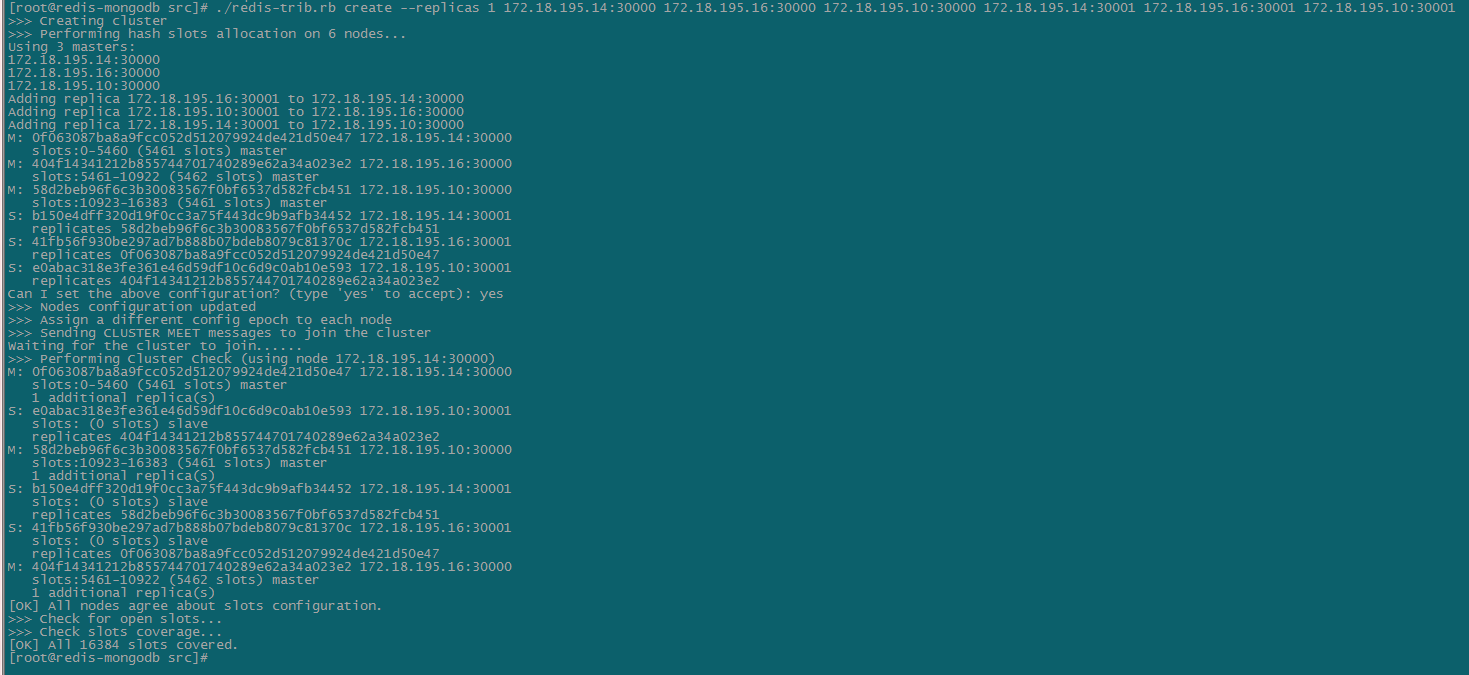 [root@redis-mongodb src]# ./redis-trib.rb create --replicas 1 172.18.195.14:30000 172.18.195.16:30000 172.18.195.10:30000 172.18.195.14:30001 172.18.195.16:30001 172.18.195.10:30001
>>> Creating cluster
>>> Performing hash slots allocation on 6 nodes...
Using 3 masters:
172.18.195.14:30000
172.18.195.16:30000
172.18.195.10:30000
Adding replica 172.18.195.16:30001 to 172.18.195.14:30000
Adding replica 172.18.195.10:30001 to 172.18.195.16:30000
Adding replica 172.18.195.14:30001 to 172.18.195.10:30000
M: 0f063087ba8a9fcc052d512079924de421d50e47 172.18.195.14:30000
   slots:0-5460 (5461 slots) master
M: 404f14341212b855744701740289e62a34a023e2 172.18.195.16:30000
   slots:5461-10922 (5462 slots) master
M: 58d2beb96f6c3b30083567f0bf6537d582fcb451 172.18.195.10:30000
   slots:10923-16383 (5461 slots) master
S: b150e4dff320d19f0cc3a75f443dc9b9afb34452 172.18.195.14:30001
   replicates 58d2beb96f6c3b30083567f0bf6537d582fcb451
S: 41fb56f930be297ad7b888b07bdeb8079c81370c 172.18.195.16:30001
   replicates 0f063087ba8a9fcc052d512079924de421d50e47
S: e0abac318e3fe361e46d59df10c6d9c0ab10e593 172.18.195.10:30001
   replicates 404f14341212b855744701740289e62a34a023e2
Can I set the above configuration? (type 'yes' to accept): yes
>>> Nodes configuration updated
>>> Assign a different config epoch to each node
>>> Sending CLUSTER MEET messages to join the cluster
Waiting for the cluster to join......
>>> Performing Cluster Check (using node 172.18.195.14:30000)
M: 0f063087ba8a9fcc052d512079924de421d50e47 172.18.195.14:30000
   slots:0-5460 (5461 slots) master
   1 additional replica(s)
S: e0abac318e3fe361e46d59df10c6d9c0ab10e593 172.18.195.10:30001
   slots: (0 slots) slave
   replicates 404f14341212b855744701740289e62a34a023e2
M: 58d2beb96f6c3b30083567f0bf6537d582fcb451 172.18.195.10:30000
   slots:10923-16383 (5461 slots) master
   1 additional replica(s)
S: b150e4dff320d19f0cc3a75f443dc9b9afb34452 172.18.195.14:30001
   slots: (0 slots) slave
   replicates 58d2beb96f6c3b30083567f0bf6537d582fcb451
S: 41fb56f930be297ad7b888b07bdeb8079c81370c 172.18.195.16:30001
   slots: (0 slots) slave
   replicates 0f063087ba8a9fcc052d512079924de421d50e47
M: 404f14341212b855744701740289e62a34a023e2 172.18.195.16:30000
   slots:5461-10922 (5462 slots) master
   1 additional replica(s)
[OK] All nodes agree about slots configuration.
>>> Check for open slots...
>>> Check slots coverage...
[OK] All 16384 slots covered.
[root@redis-mongodb src]#